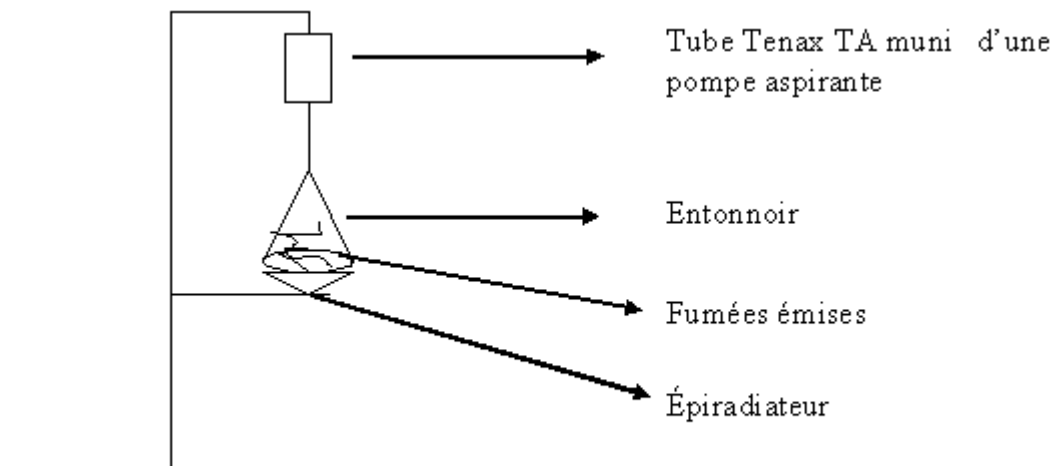 Tube Tenax TA muni d'une
pompe aspirante
Entonnoir
Fumées émises
Épiradiateur